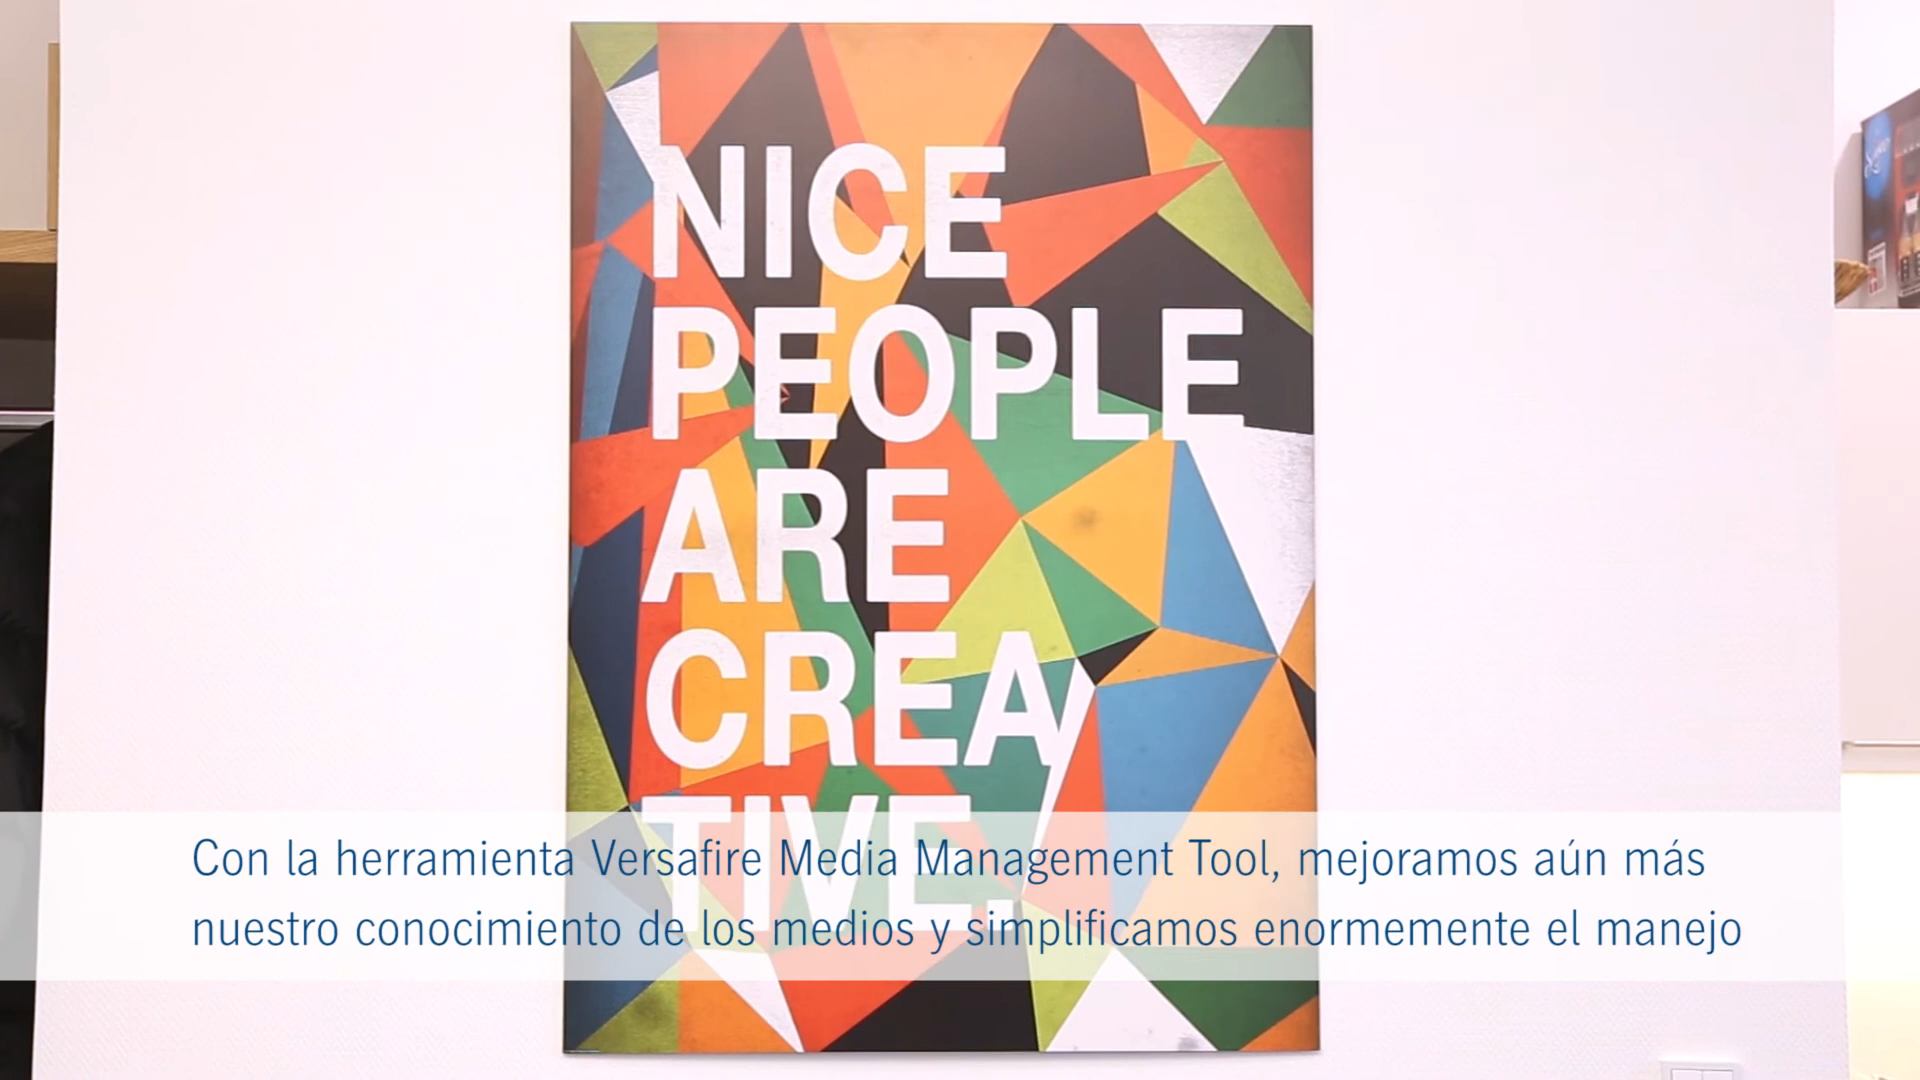 NICE
PEOPLE
ARE
CREA
TIVE.
Con la herramienta Versafire Media Management Tool, mejoramos aún más
nuestro conocimiento de los medios y simplificamos enormemente el manejo